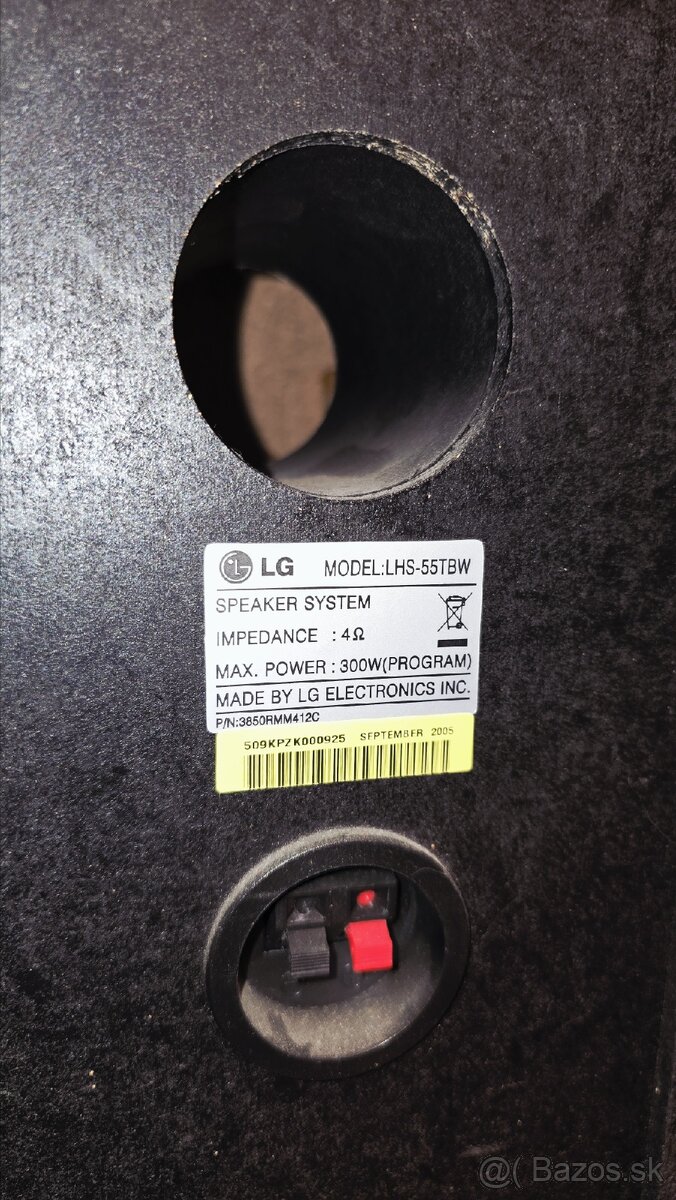 LG MODEL:LHS-55TBW
SPEAKER SYSTEM
IMPEDANCE : 4Ω
MAX. POWER : 300W(PROGRAM)
MADE BY LG ELECTRONICS INC.
P/N:3850RMM412C
509KPZK000925 SEPTEMBER 2005
@( Bazos.sk